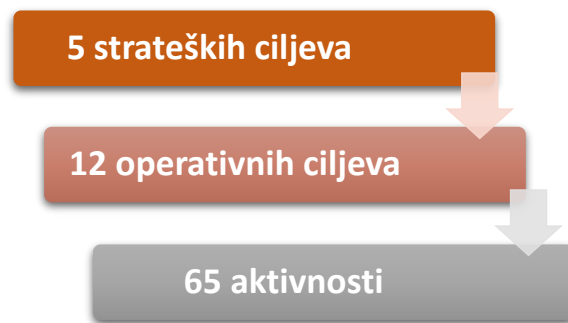 5 strateških ciljeva
12 operativnih ciljeva
65 aktivnosti